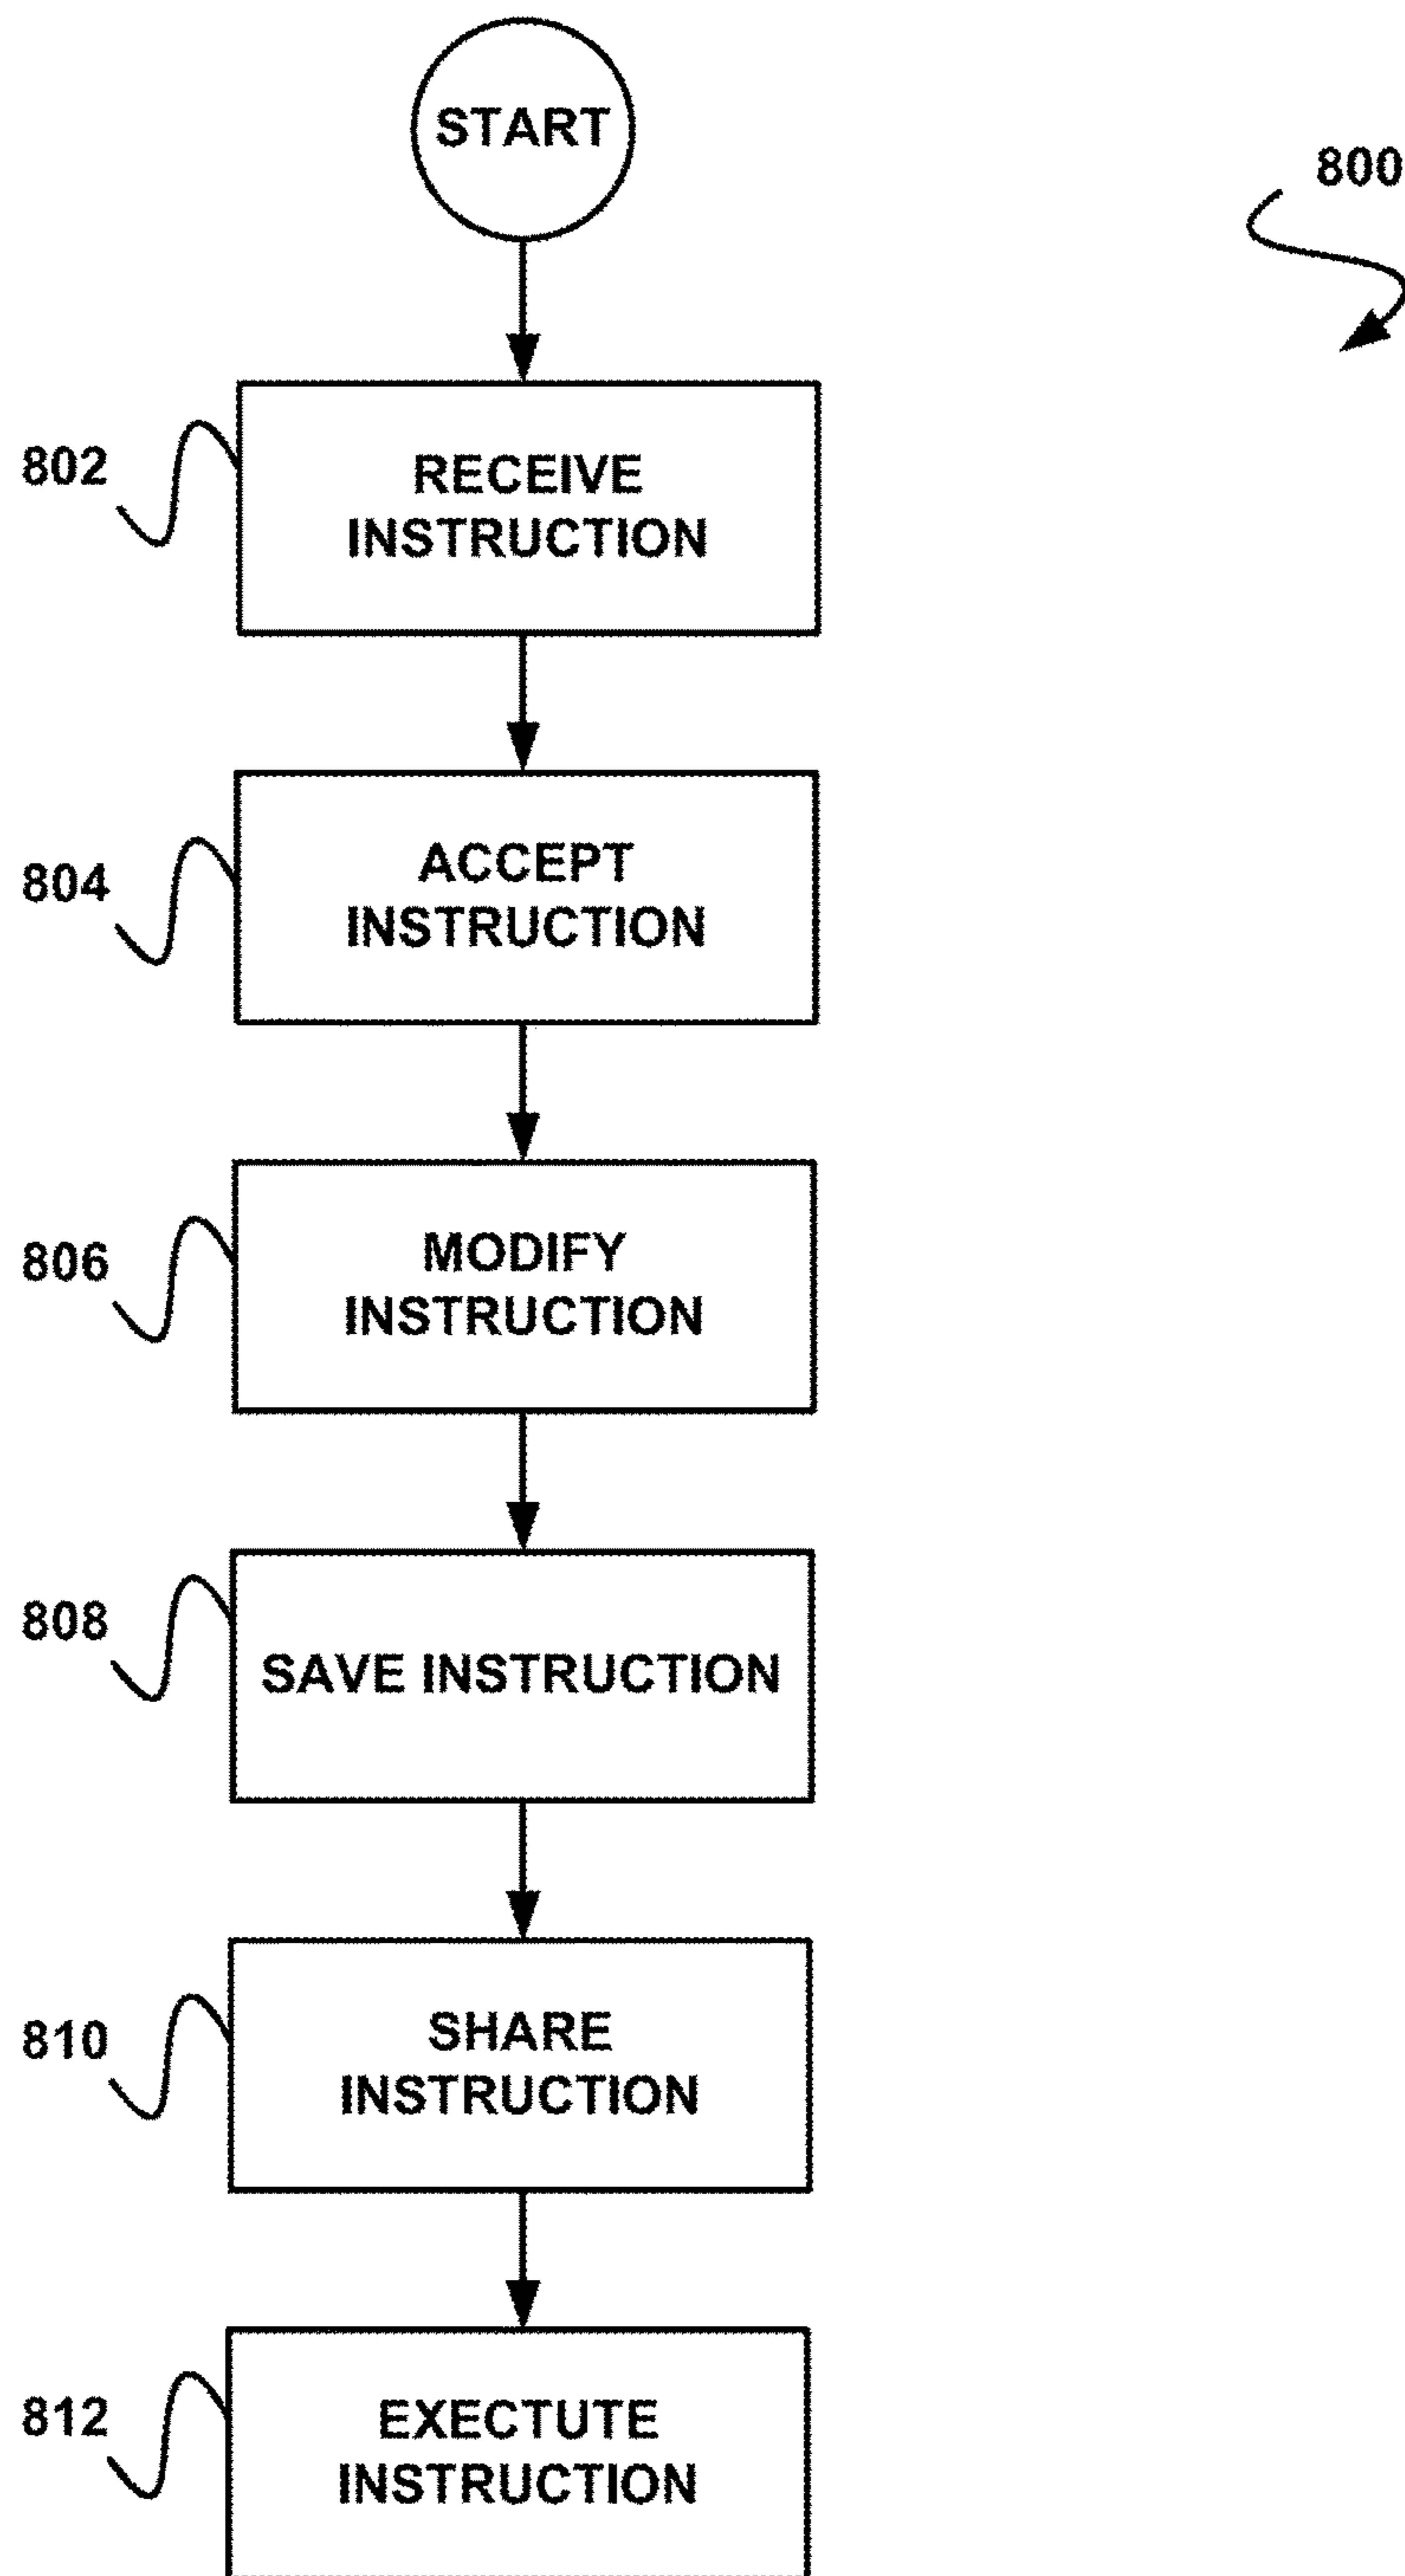 START
800
802
RECEIVE
INSTRUCTION
804
ACCEPT
INSTRUCTION
806
MODIFY
INSTRUCTION
808
SAVE INSTRUCTION
810
SHARE
INSTRUCTION
812
EXECTUTE
INSTRUCTION